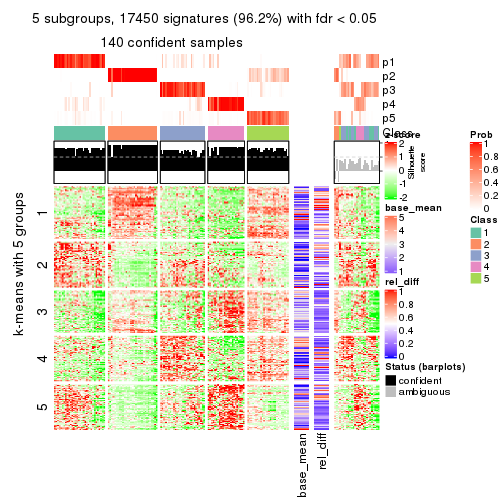 5 subgroups, 17450 signatures (96.2%) with fdr < 0.05
140 confident samples
p1
p2
p3
p4
p5
Class
Silhouette
score
k-means with 5 groups
1
2
3
4
5
base_mean
rel_diff
z-score
2
1
0
-1
-2
base_mean
5
4
3
2
1
rel_diff
1
0.8
0.6
0.4
0.2
0
Status (barplots)
confident
ambiguous
Prob
1
0.8
0.6
0.4
0.2
0
Class
1
2
3
4
5